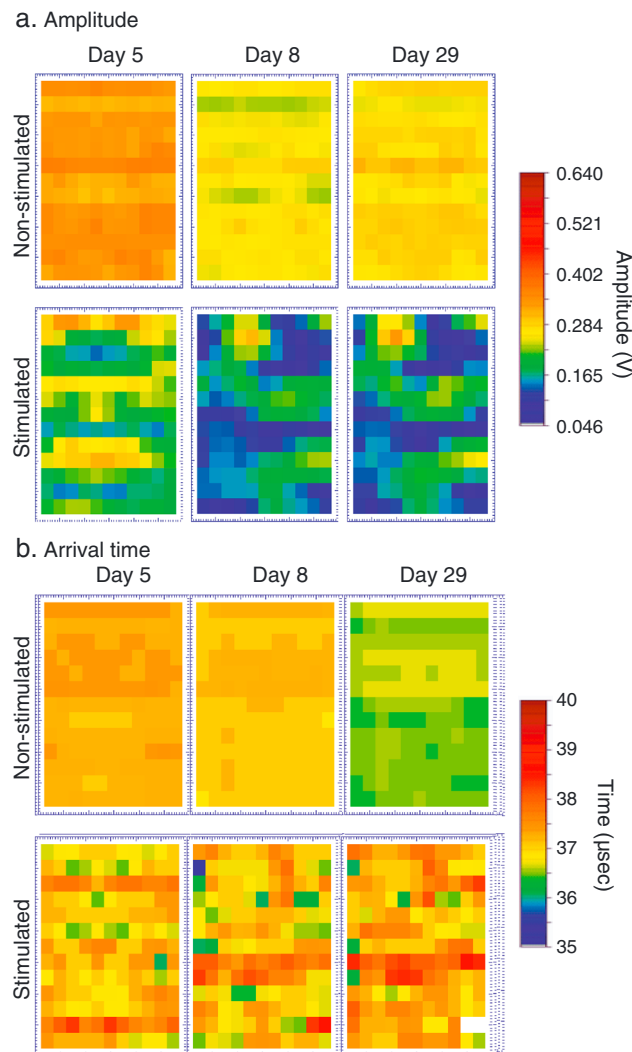 a. Amplitude
Day 5 Day 8 Day 29
Non-stimulated
Stimulated
0.640
0.521
0.402
0.284
0.165
0.046
Amplitude (V)
b. Arrival time
Day 5 Day 8 Day 29
Non-stimulated
Stimulated
40
39
38
37
36
35
Time (μsec)